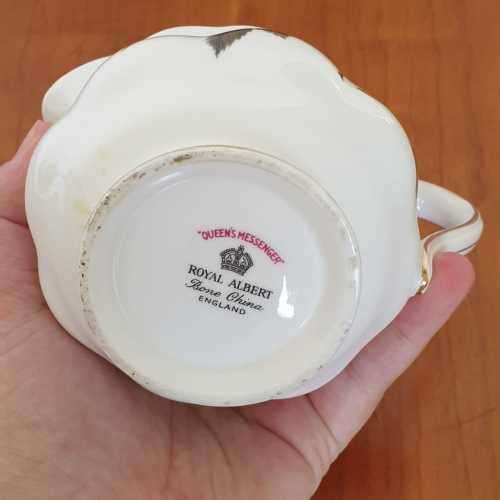 "QUEEN'S MESSENGER"
ROYAL ALBERT
Bone China
ENGLAND